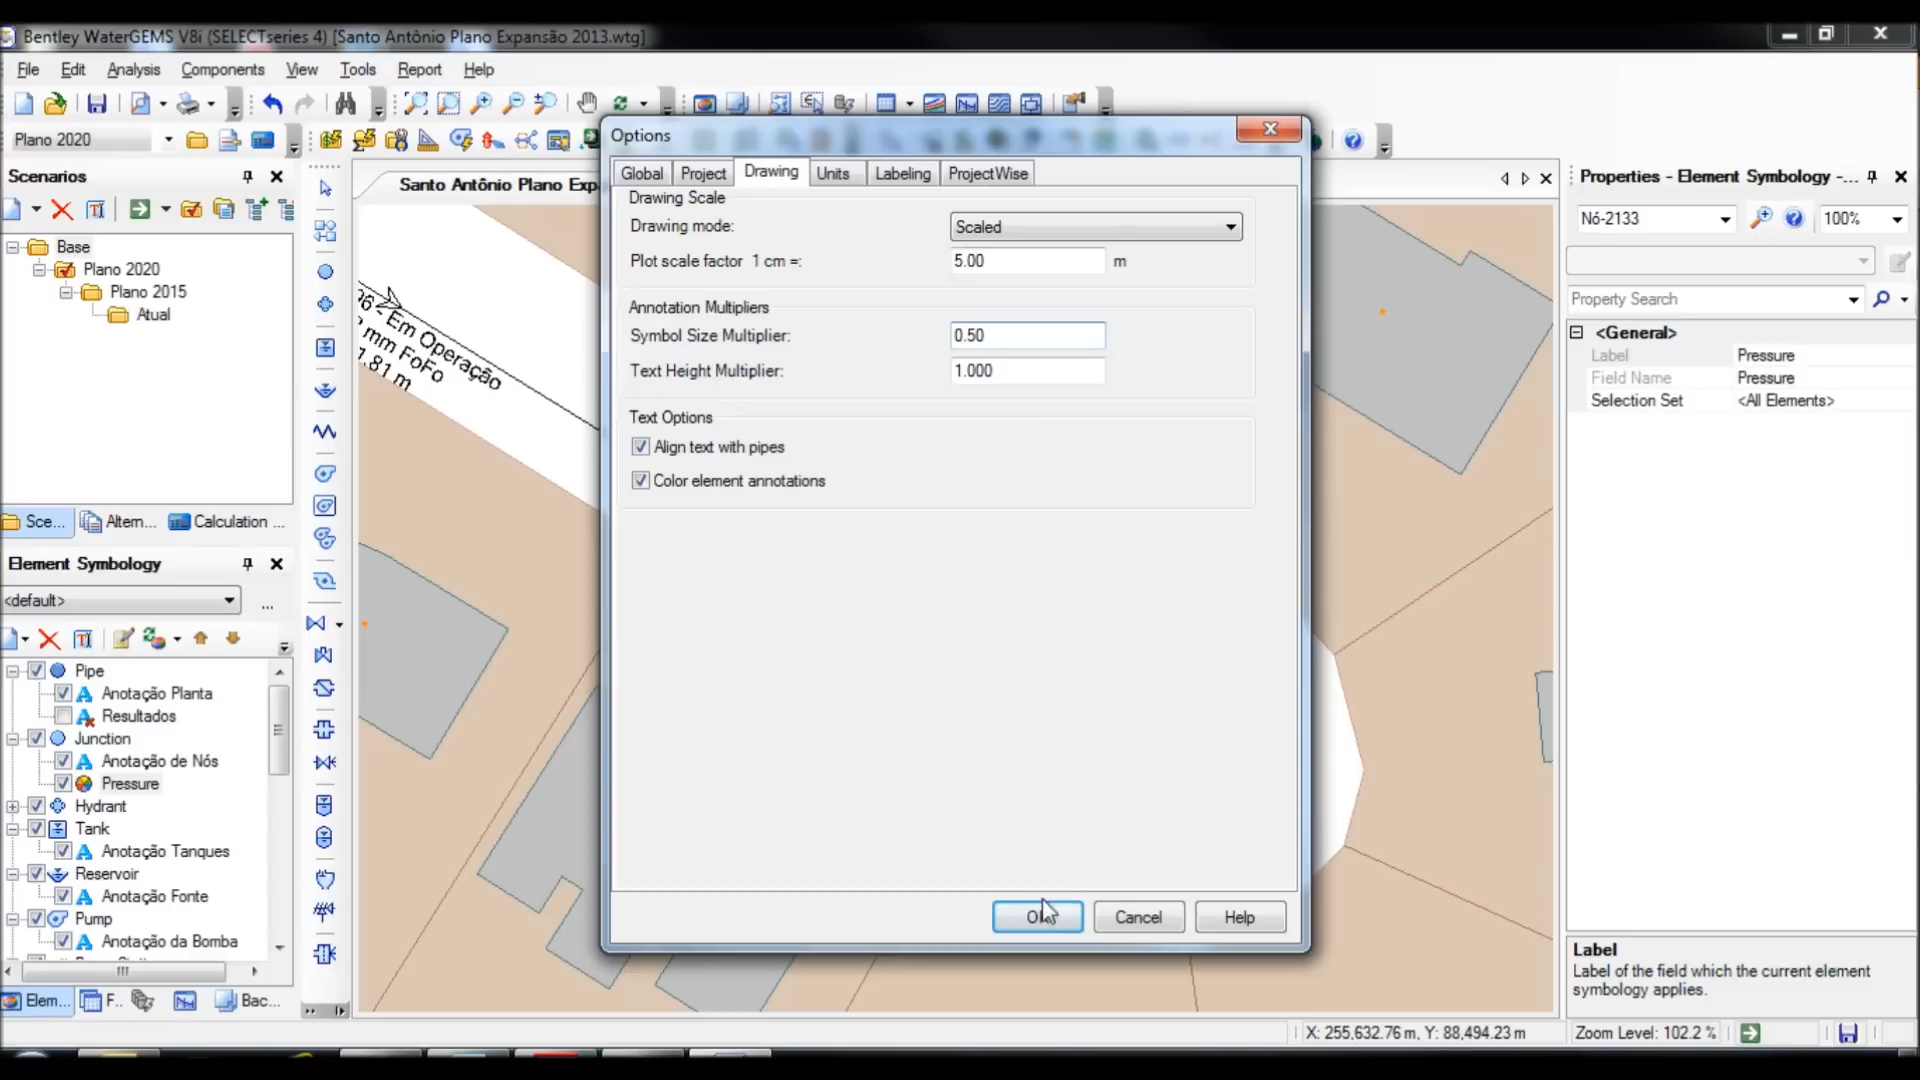 Bentley WaterGEMS V8i (SELECTseries 4) [Santo Antônio Plano Expansão 2013.wtg]
File Edit Analysis Components View Tools Report Help
Plano 2020
Scenarios
Base
Plano 2020
Plano 2015
Atual
Sce... Altern... Calculation ...
Element Symbology
<default>
...
Pipe
Anotação Planta
Resultados
Junction
Anotação de Nós
Pressure
Hydrant
Tank
Anotação Tanques
Reservoir
Anotação Fonte
Pump
Anotação da Bomba
Elem... F.. Bac...
Santo Antônio Plano Exp
96 - Em Operação
mm FoFo
1.81 m
Options
Global Project Drawing Units Labeling ProjectWise
Drawing Scale
Drawing mode: Scaled
Plot scale factor 1 cm =: 5.00 m
Annotation Multipliers
Symbol Size Multiplier: 0.50
Text Height Multiplier: 1.000
Text Options
Align text with pipes
Color element annotations
OK Cancel Help
Properties - Element Symbology -...
Nó-2133 100%
Property Search
<General>
Label Pressure
Field Name Pressure
Selection Set <All Elements>
Label
Label of the field which the current element
symbology applies.
X: 255,632.76 m, Y: 88,494.23 m Zoom Level: 102.2 %